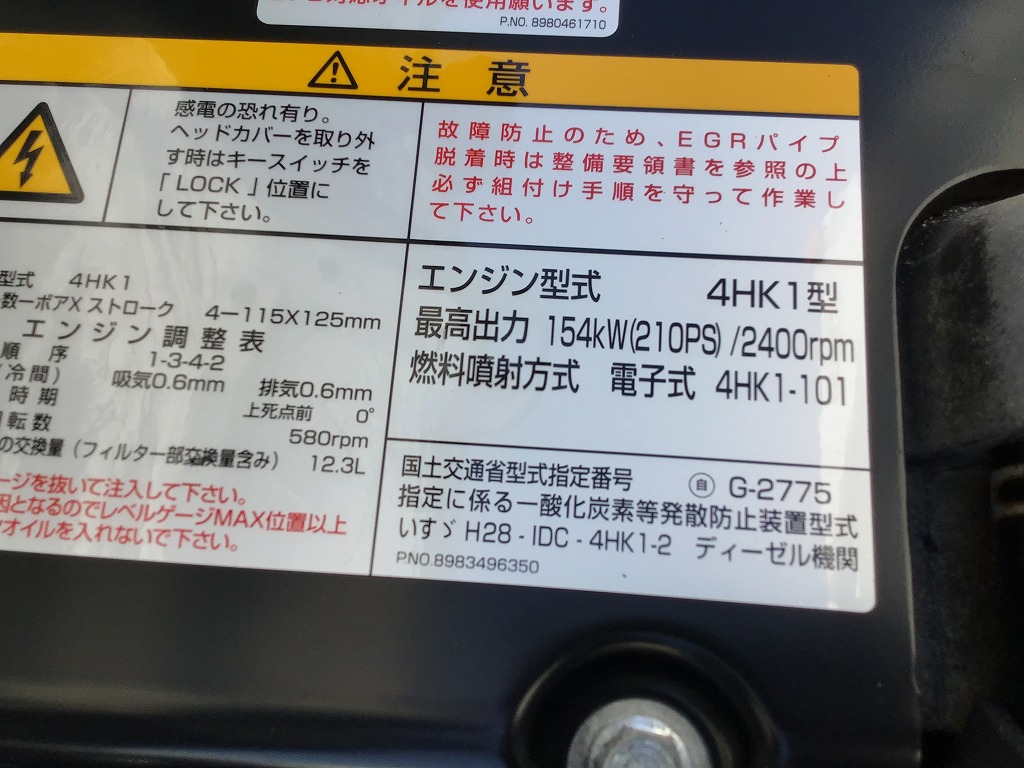 対応オイルを使用願います。
P.NO. 8980461710
注意
感電の恐れ有り。
ヘッドカバーを取り外
す時はキースイッチを
「LOCK」位置に
して下さい。
故障防止のため、EGRパイプ
脱着時は整備要領書を参照の上
必ず組付け手順を守って作業し
て下さい。
型式 4HK1
数ーボアXストローク 4ー115X125mm
エンジン調整表
順序 1-3-4-2
(冷間) 吸気0.6mm 排気0.6mm
時期 上死点前 0°
転数 580rpm
の交換量(フィルター部交換量含み) 12.3L
ージを抜いて注入して下さい。
因となるのでレベルゲージMAX位置以上
オイルを入れないで下さい。
エンジン型式 4HK1型
最高出力 154kW(210PS)/2400rpm
燃料噴射方式 電子式 4HK1-101
国土交通省型式指定番号 自 G-2775
指定に係る一酸化炭素等発散防止装置型式
いすゞ H28-IDC-4HK1-2 ディーゼル機関
P.NO.8983496350